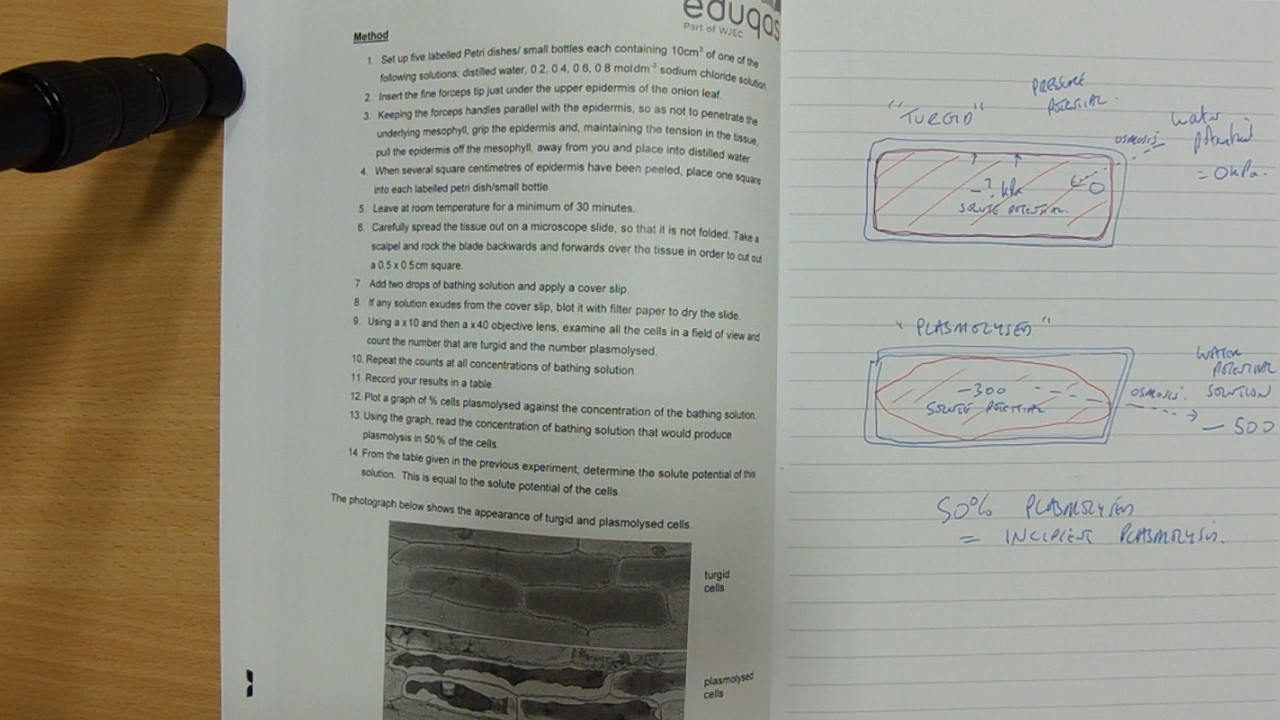 eduqas
Part of WJEC
Method
1. Set up five labelled Petri dishes/ small bottles each containing 10cm³ of one of the
following solutions: distilled water, 0.2, 0.4, 0.6, 0.8 moldm⁻³ sodium chloride solution
2. Insert the fine forceps tip just under the upper epidermis of the onion leaf.
3. Keeping the forceps handles parallel with the epidermis, so as not to penetrate the
underlying mesophyll, grip the epidermis and, maintaining the tension in the tissue,
pull the epidermis off the mesophyll, away from you and place into distilled water
4. When several square centimetres of epidermis have been peeled, place one square
into each labelled petri dish/small bottle.
5. Leave at room temperature for a minimum of 30 minutes.
6. Carefully spread the tissue out on a microscope slide, so that it is not folded. Take a
scalpel and rock the blade backwards and forwards over the tissue in order to cut out
a 0.5 x 0.5cm square.
7. Add two drops of bathing solution and apply a cover slip.
8. If any solution exudes from the cover slip, blot it with filter paper to dry the slide.
9. Using a x10 and then a x40 objective lens, examine all the cells in a field of view and
count the number that are turgid and the number plasmolysed.
10. Repeat the counts at all concentrations of bathing solution
11 Record your results in a table.
12. Plot a graph of % cells plasmolysed against the concentration of the bathing solution.
13. Using the graph, read the concentration of bathing solution that would produce
plasmolysis in 50% of the cells.
14 From the table given in the previous experiment, determine the solute potential of this
solution. This is equal to the solute potential of the cells
The photograph below shows the appearance of turgid and plasmolysed cells
turgid
cells
plasmolysed
cells
"TURGID"
PRESSURE
POTENTIAL.
osmosis
Water
potential
= 0kPa.
-? kPa
SOLUTE POTENTIAL.
"PLASMOLYSED"
-300
SOLUTE POTENTIAL
osmosis.
WATER
POTENTIAL
SOLUTION
- 500
50% PLASMOLYSED
= INCIPIENT PLASMOLYSIS.